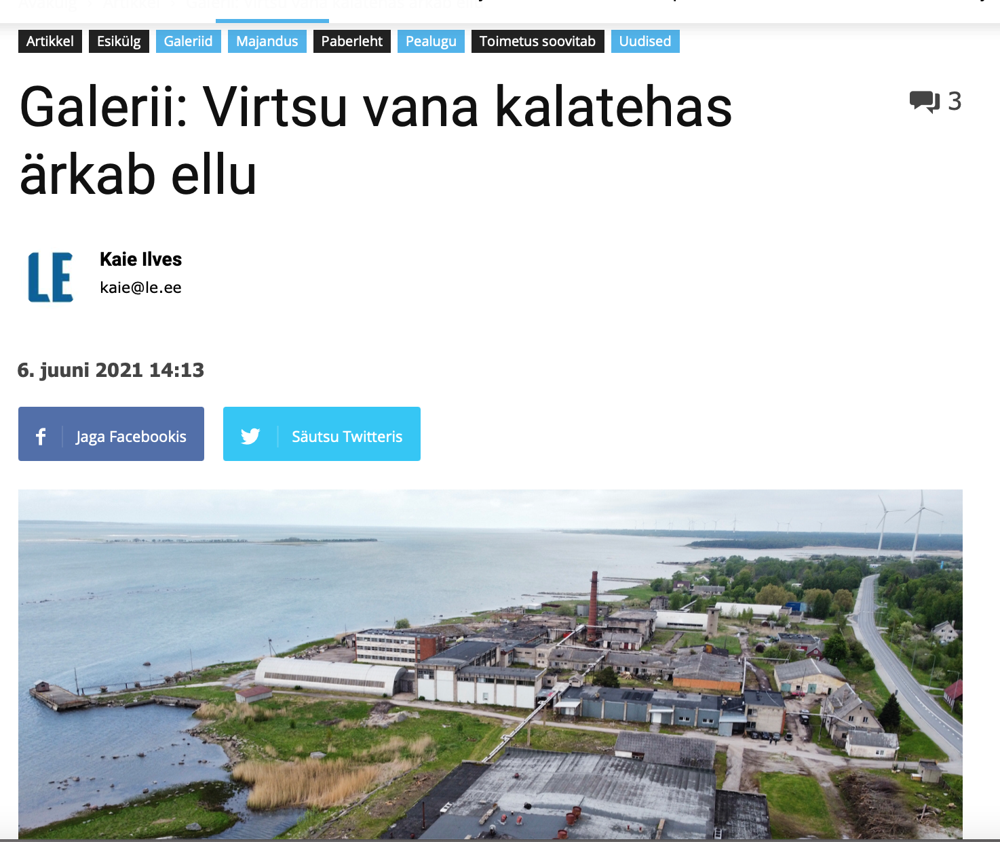 Artikkel Esikülg Galeriid Majandus Paberleht Pealugu Toimetus soovitab Uudised
Galerii: Virtsu vana kalatehas
ärkab ellu
3
LE
Kaie Ilves
kaie@le.ee
6. juuni 2021 14:13
Jaga Facebookis
Säutsu Twitteris